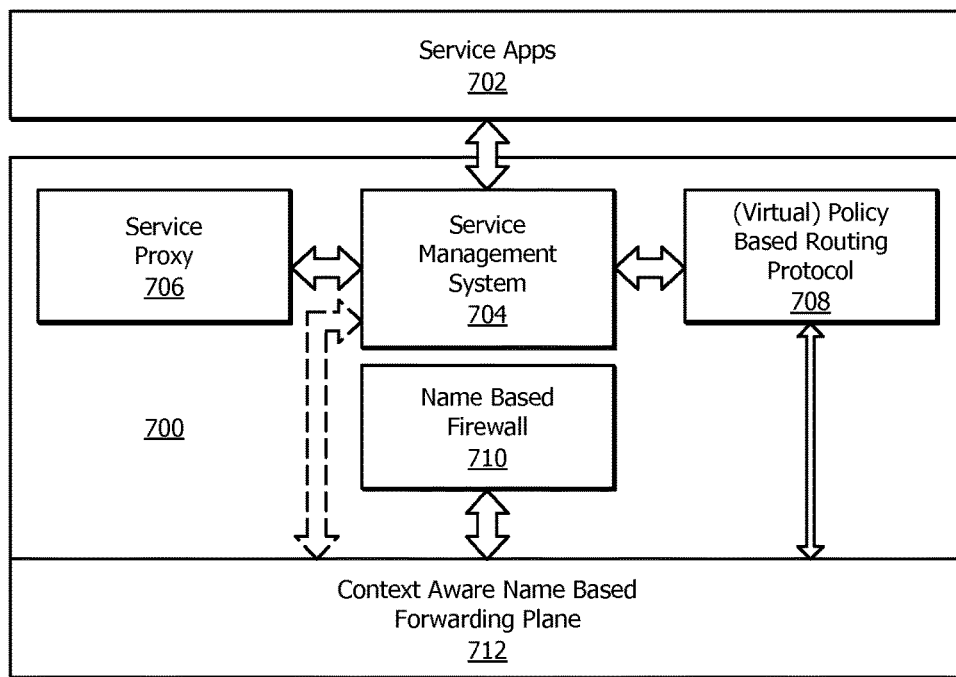 Service Apps
702
Service
Proxy
706
Service
Management
System
704
(Virtual) Policy
Based Routing
Protocol
708
700
Name Based
Firewall
710
Context Aware Name Based
Forwarding Plane
712